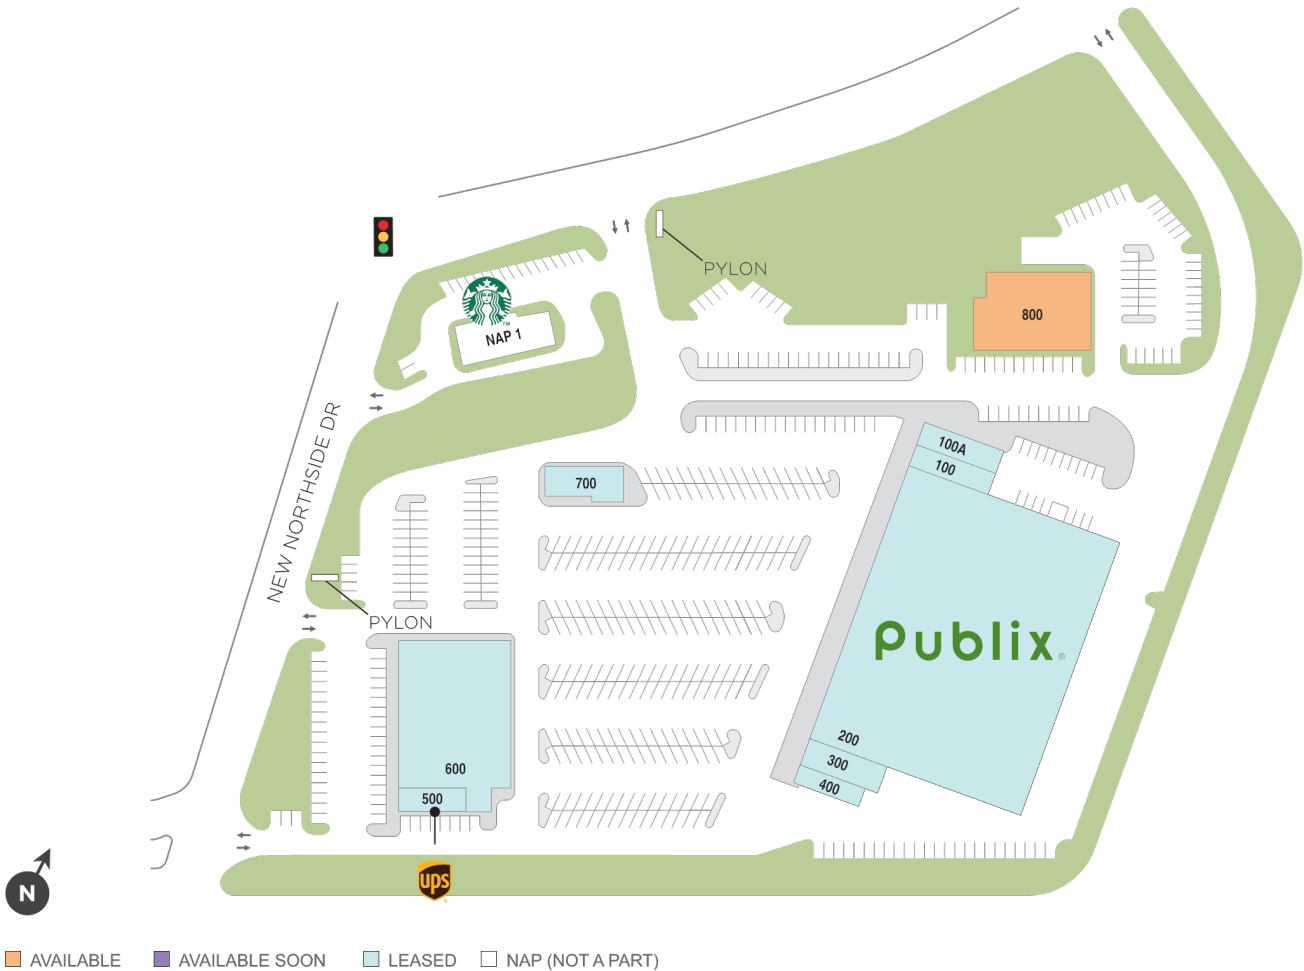 PYLON
TM
NAP 1
800
NEW NORTHSIDE DR
100A
100
700
PYLON
Publix®
200
300
400
600
500
ups
N
AVAILABLE
AVAILABLE SOON
LEASED
NAP (NOT A PART)